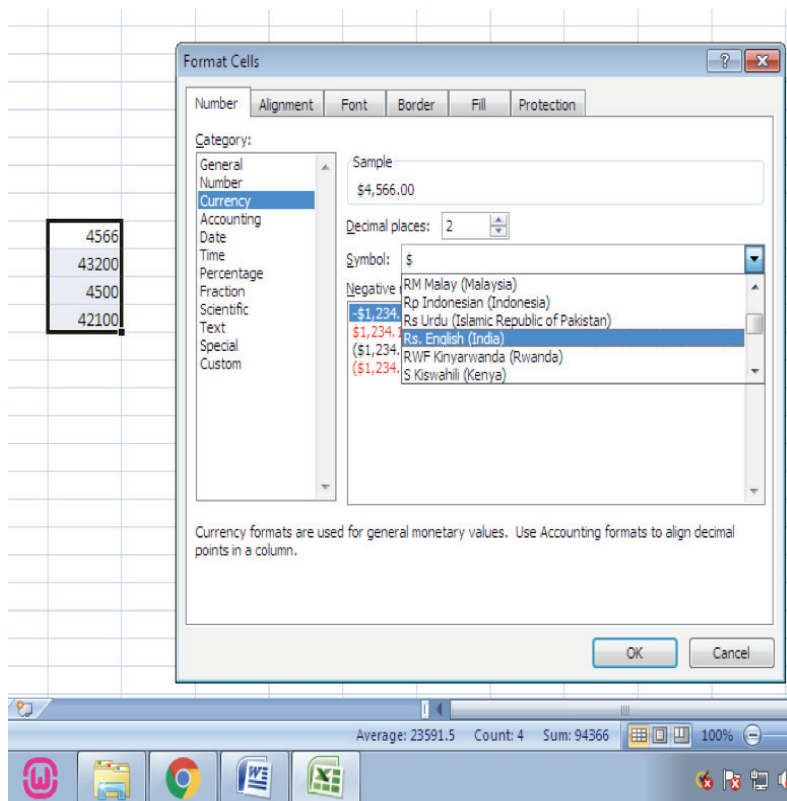 Format Cells
Number Alignment Font Border Fill Protection
Category:
General
Number
Currency
Accounting
Date
Time
Percentage
Fraction
Scientific
Text
Special
Custom
Sample
$4,566.00
Decimal places: 2
Symbol: $
Negative
-$1,234.
$1,234.1
($1,234.
($1,234.
RM Malay (Malaysia)
Rp Indonesian (Indonesia)
Rs Urdu (Islamic Republic of Pakistan)
Rs. English (India)
RWF Kinyarwanda (Rwanda)
S Kiswahili (Kenya)
4566
43200
4500
42100
Currency formats are used for general monetary values. Use Accounting formats to align decimal
points in a column.
OK Cancel
Average: 23591.5 Count: 4 Sum: 94366 100%